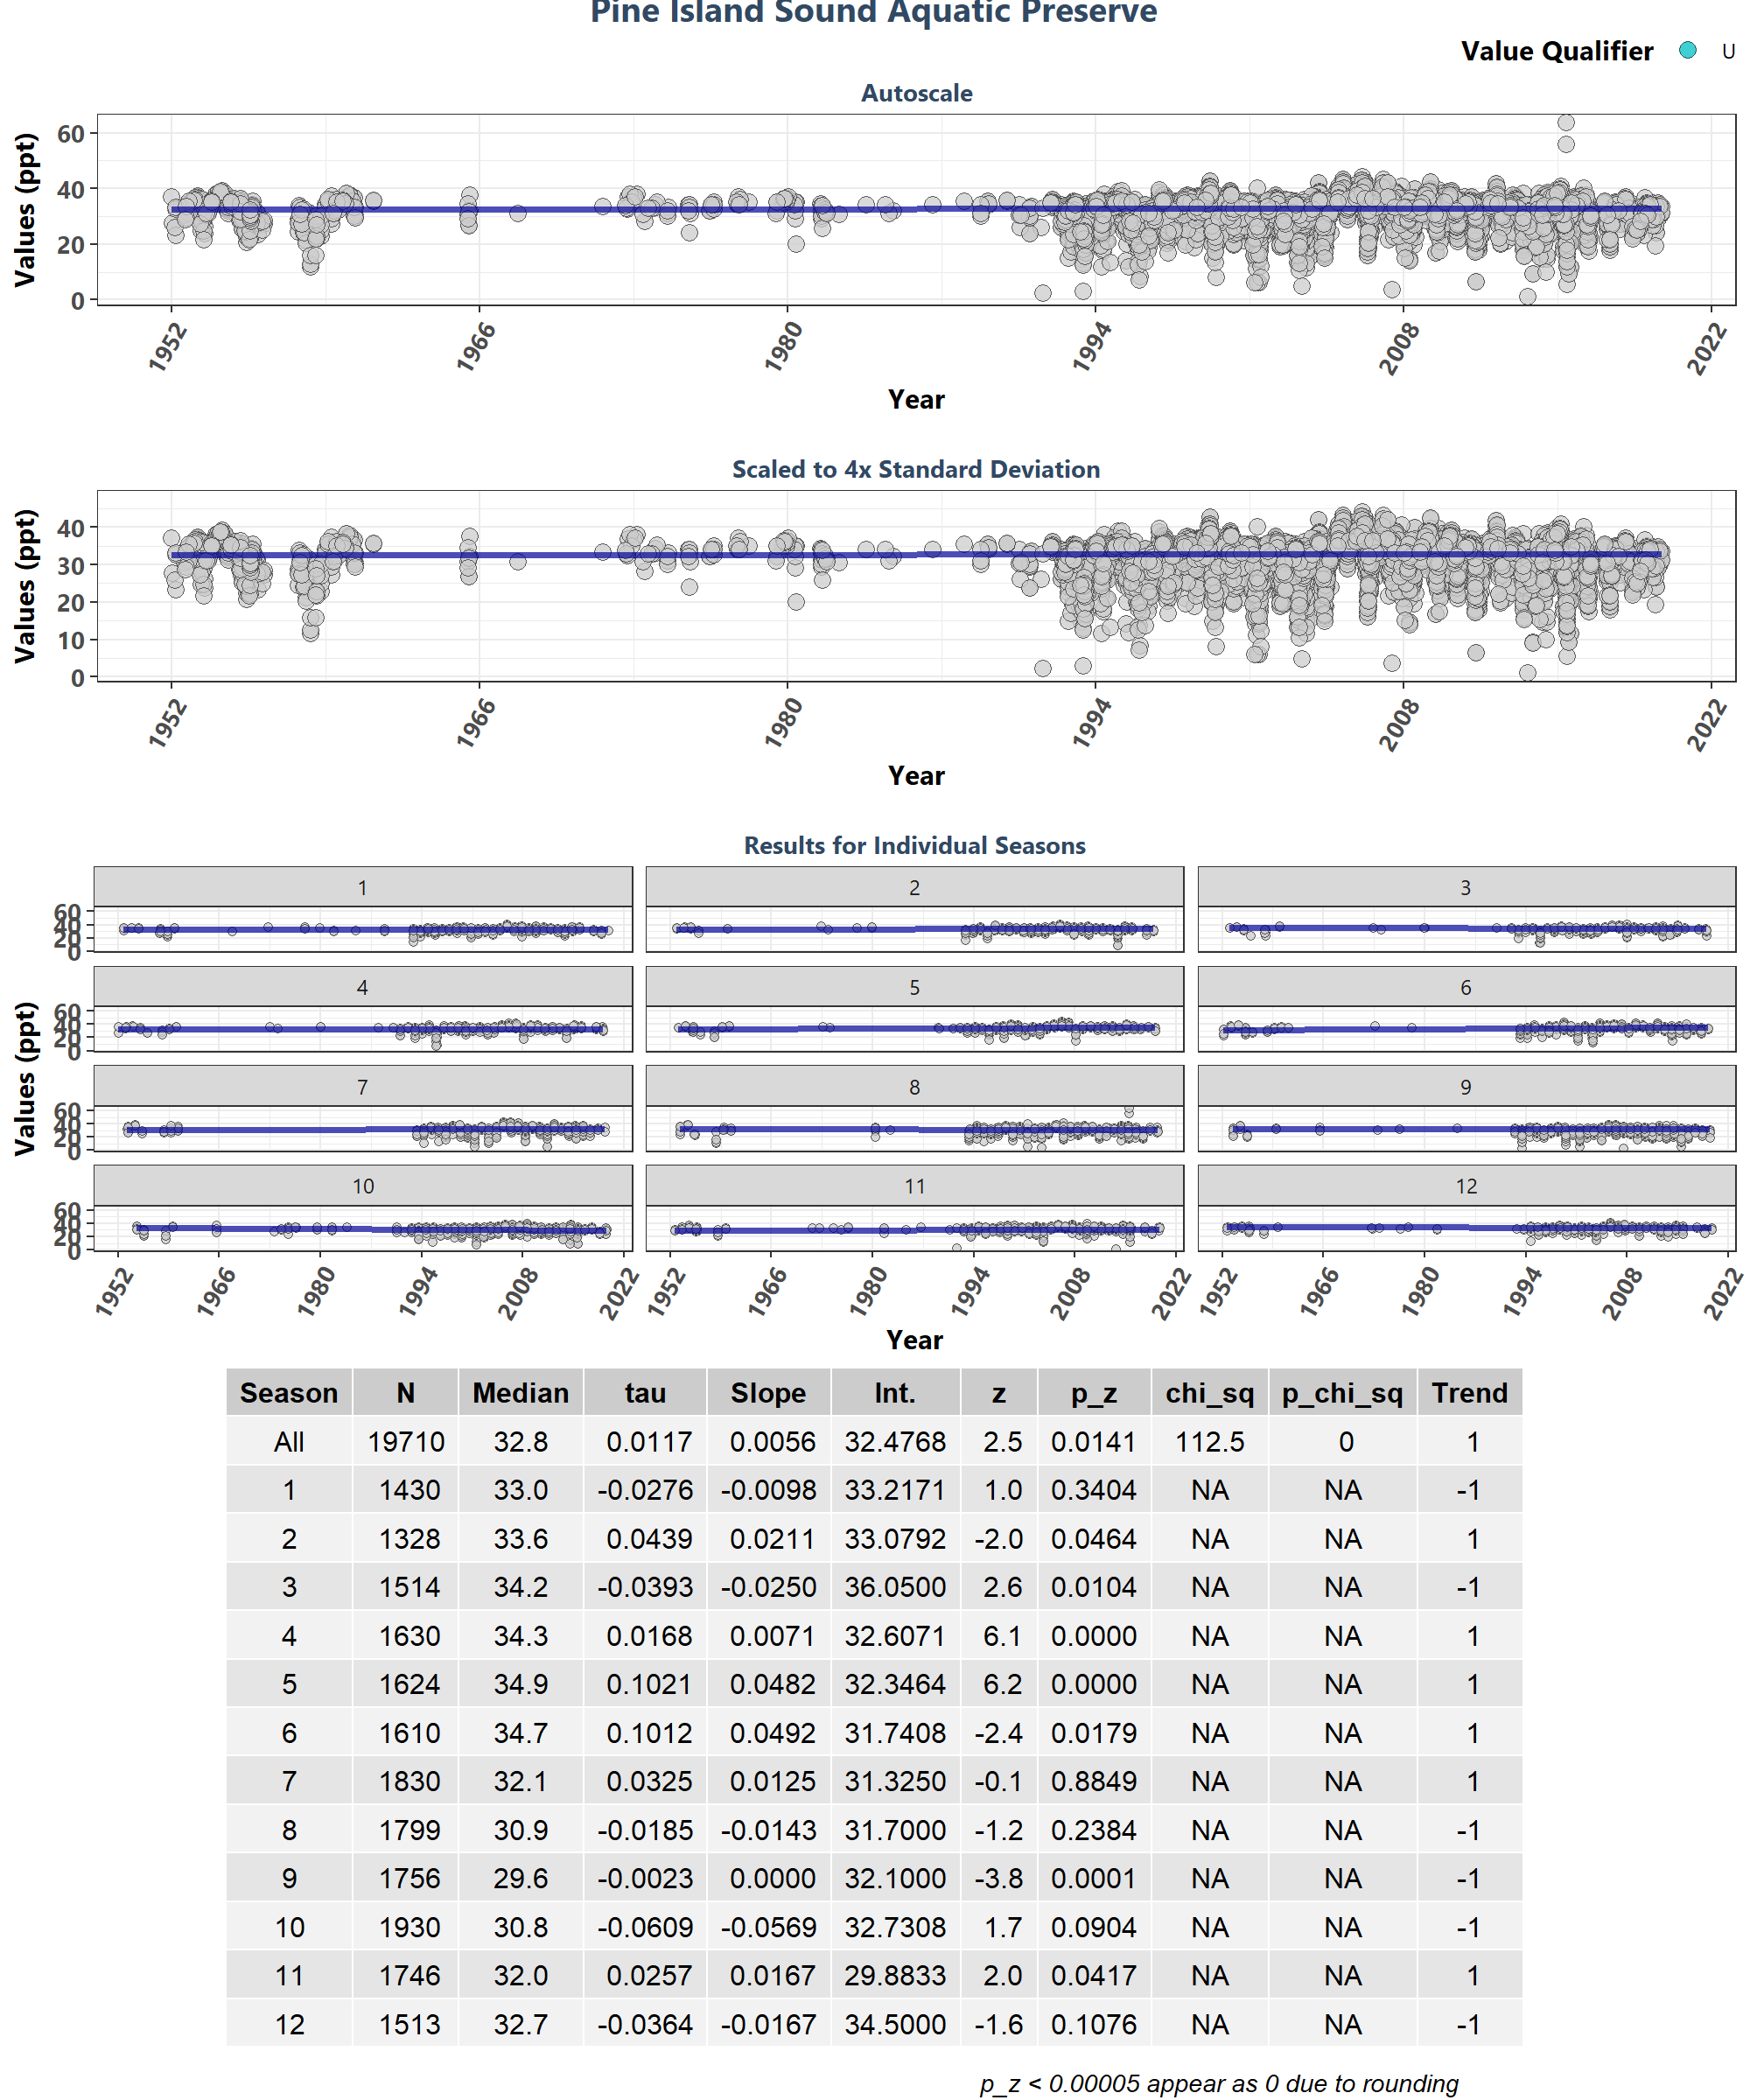 Pine Island Sound Aquatic Preserve
Value Qualifier U
Autoscale
Values (ppt)
60
40
20
0
1952 1966 1980 1994 2008 2022
Year
Scaled to 4x Standard Deviation
Values (ppt)
40
30
20
10
0
1952 1966 1980 1994 2008 2022
Year
Results for Individual Seasons
Values (ppt)
1 2 3
60
40
20
0
4 5 6
60
40
20
0
7 8 9
60
40
20
0
10 11 12
60
40
20
0
1952 1966 1980 1994 2008 2022 1952 1966 1980 1994 2008 2022 1952 1966 1980 1994 2008 2022
Year
Season N Median tau Slope Int. z p_z chi_sq p_chi_sq Trend
All 19710 32.8 0.0117 0.0056 32.4768 2.5 0.0141 112.5 0 1
1 1430 33.0 -0.0276 -0.0098 33.2171 1.0 0.3404 NA NA -1
2 1328 33.6 0.0439 0.0211 33.0792 -2.0 0.0464 NA NA 1
3 1514 34.2 -0.0393 -0.0250 36.0500 2.6 0.0104 NA NA -1
4 1630 34.3 0.0168 0.0071 32.6071 6.1 0.0000 NA NA 1
5 1624 34.9 0.1021 0.0482 32.3464 6.2 0.0000 NA NA 1
6 1610 34.7 0.1012 0.0492 31.7408 -2.4 0.0179 NA NA 1
7 1830 32.1 0.0325 0.0125 31.3250 -0.1 0.8849 NA NA 1
8 1799 30.9 -0.0185 -0.0143 31.7000 -1.2 0.2384 NA NA -1
9 1756 29.6 -0.0023 0.0000 32.1000 -3.8 0.0001 NA NA -1
10 1930 30.8 -0.0609 -0.0569 32.7308 1.7 0.0904 NA NA -1
11 1746 32.0 0.0257 0.0167 29.8833 2.0 0.0417 NA NA 1
12 1513 32.7 -0.0364 -0.0167 34.5000 -1.6 0.1076 NA NA -1
p_z < 0.00005 appear as 0 due to rounding